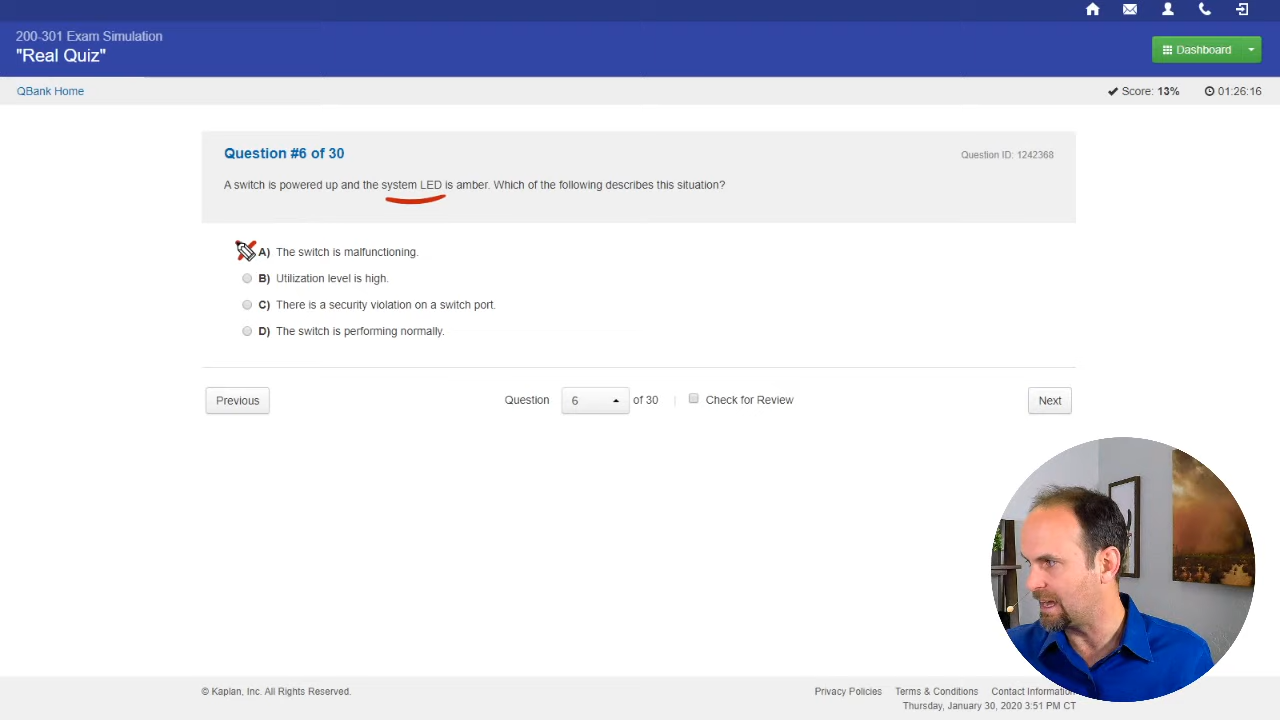 200-301 Exam Simulation
"Real Quiz"
Dashboard
QBank Home
Score: 13%
01:26:16
Question #6 of 30
Question ID: 1242368
A switch is powered up and the system LED is amber. Which of the following describes this situation?
A) The switch is malfunctioning.
B) Utilization level is high.
C) There is a security violation on a switch port.
D) The switch is performing normally.
Previous
Question 6 of 30
Check for Review
Next
© Kaplan, Inc. All Rights Reserved.
Privacy Policies Terms & Conditions Contact Information
Thursday, January 30, 2020 3:51 PM CT